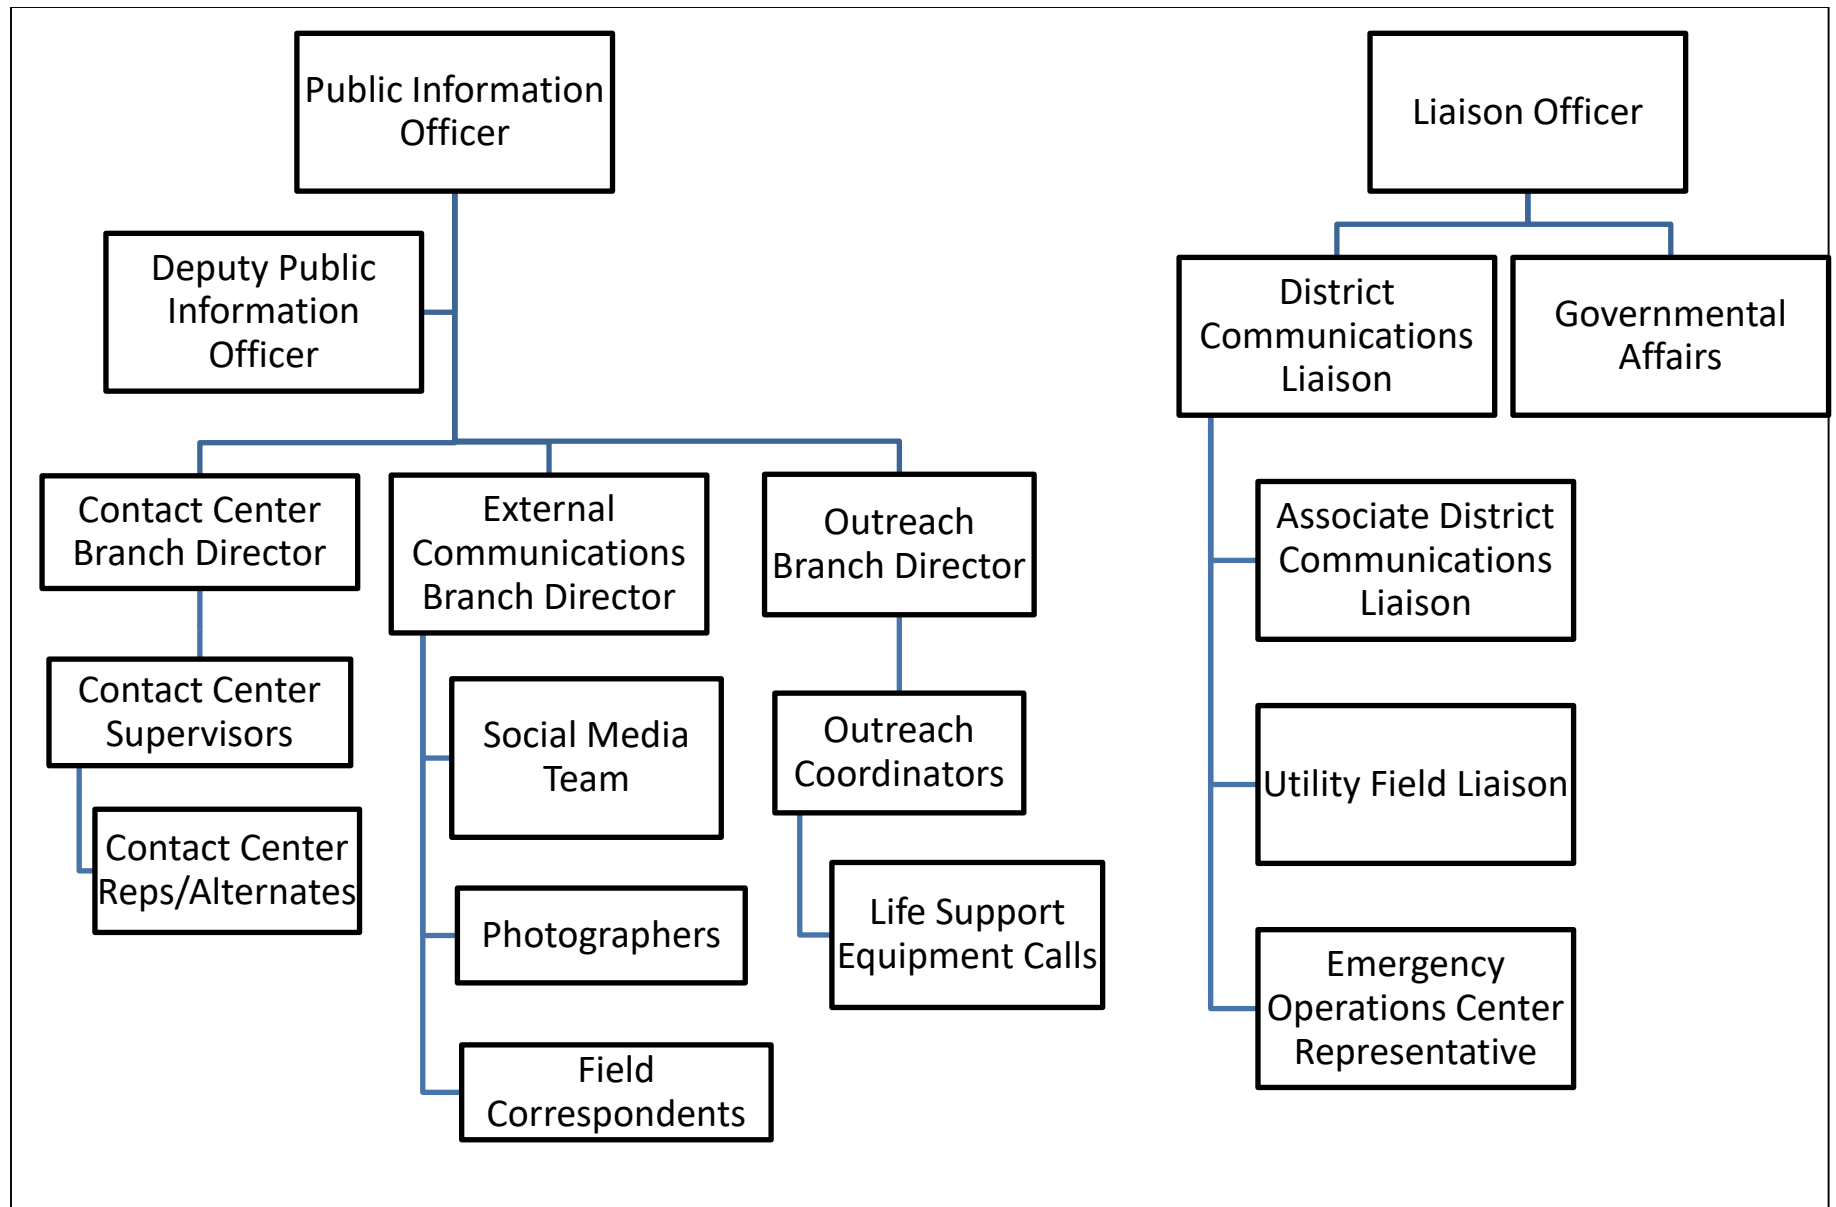 Public Information
Officer
Liaison Officer
Deputy Public
Information
Officer
District
Communications
Liaison
Governmental
Affairs
Contact Center
Branch Director
External
Communications
Branch Director
Outreach
Branch Director
Associate District
Communications
Liaison
Contact Center
Supervisors
Social Media
Team
Outreach
Coordinators
Utility Field Liaison
Contact Center
Reps/Alternates
Photographers
Life Support
Equipment Calls
Emergency
Operations Center
Representative
Field
Correspondents